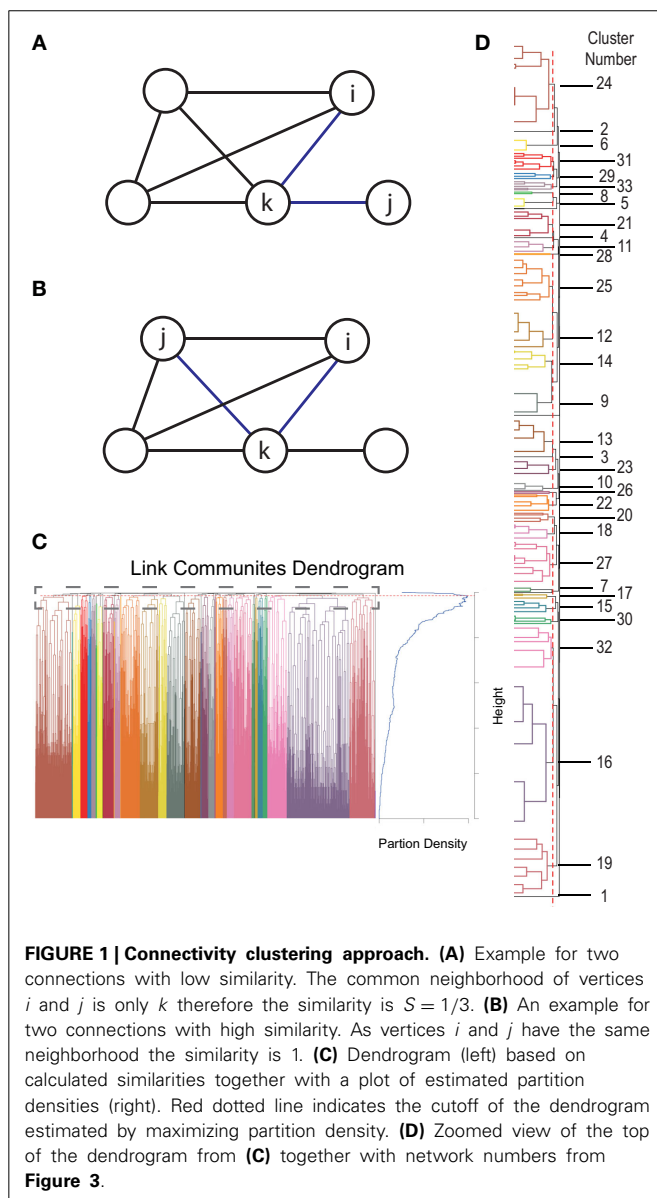 A
i
k
j
B
j
i
k
C
Link Communites Dendrogram
Height
Partion Density
D
Cluster
Number
24
2
6
31
29
33
8
5
21
4
11
28
25
12
14
9
13
3
23
10
26
22
20
18
27
7
17
15
30
32
16
19
1
FIGURE 1 | Connectivity clustering approach. (A) Example for two
connections with low similarity. The common neighborhood of vertices
i and j is only k therefore the similarity is S = 1/3. (B) An example for
two connections with high similarity. As vertices i and j have the same
neighborhood the similarity is 1. (C) Dendrogram (left) based on
calculated similarities together with a plot of estimated partition
densities (right). Red dotted line indicates the cutoff of the dendrogram
estimated by maximizing partition density. (D) Zoomed view of the top
of the dendrogram from (C) together with network numbers from
Figure 3.